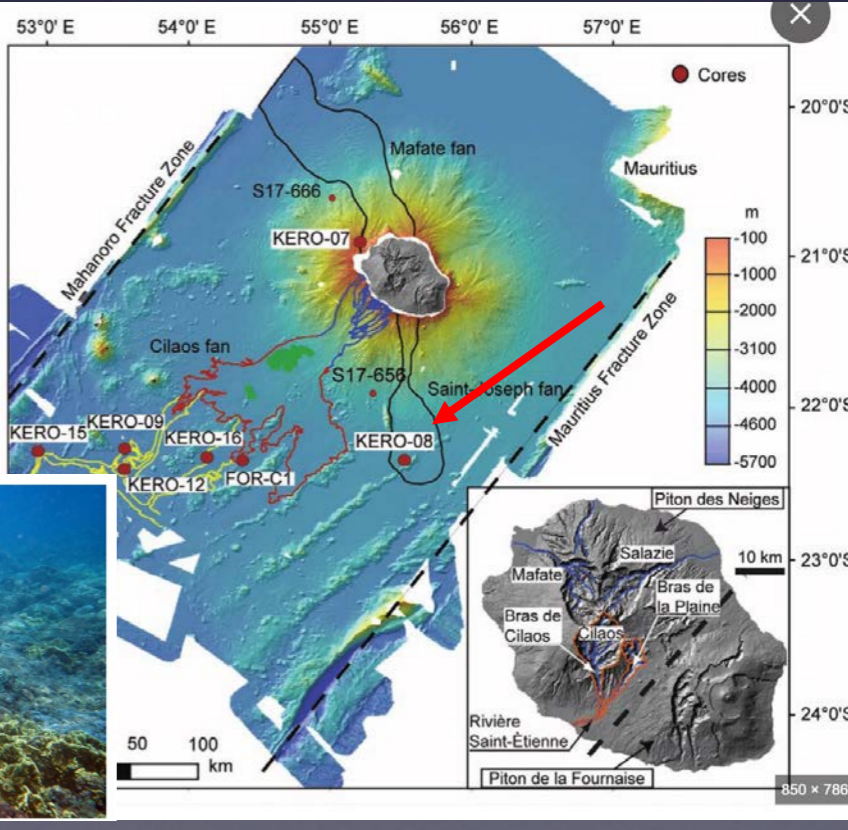 53°0' E
54°0' E
55°0' E
56°0' E
57°0' E
Cores
20°0'S
Mafate fan
Mauritius
S17-666
KERO-07
Mahanoro Fracture Zone
m
-100
-1000
-2000
-3100
-4000
-4600
-5700
21°0'S
Cilaos fan
S17-656
Saint-Joseph fan
Mauritius Fracture Zone
22°0'S
KERO-15
KERO-09
KERO-16
KERO-08
KERO-12
FOR-C1
Piton des Neiges
10 km
23°0'S
Salazie
Mafate
Bras de
la Plaine
Bras de
Cilaos
Cilaos
24°0'S
Rivière
Saint-Étienne
Piton de la Fournaise
50
100
km
850 × 786